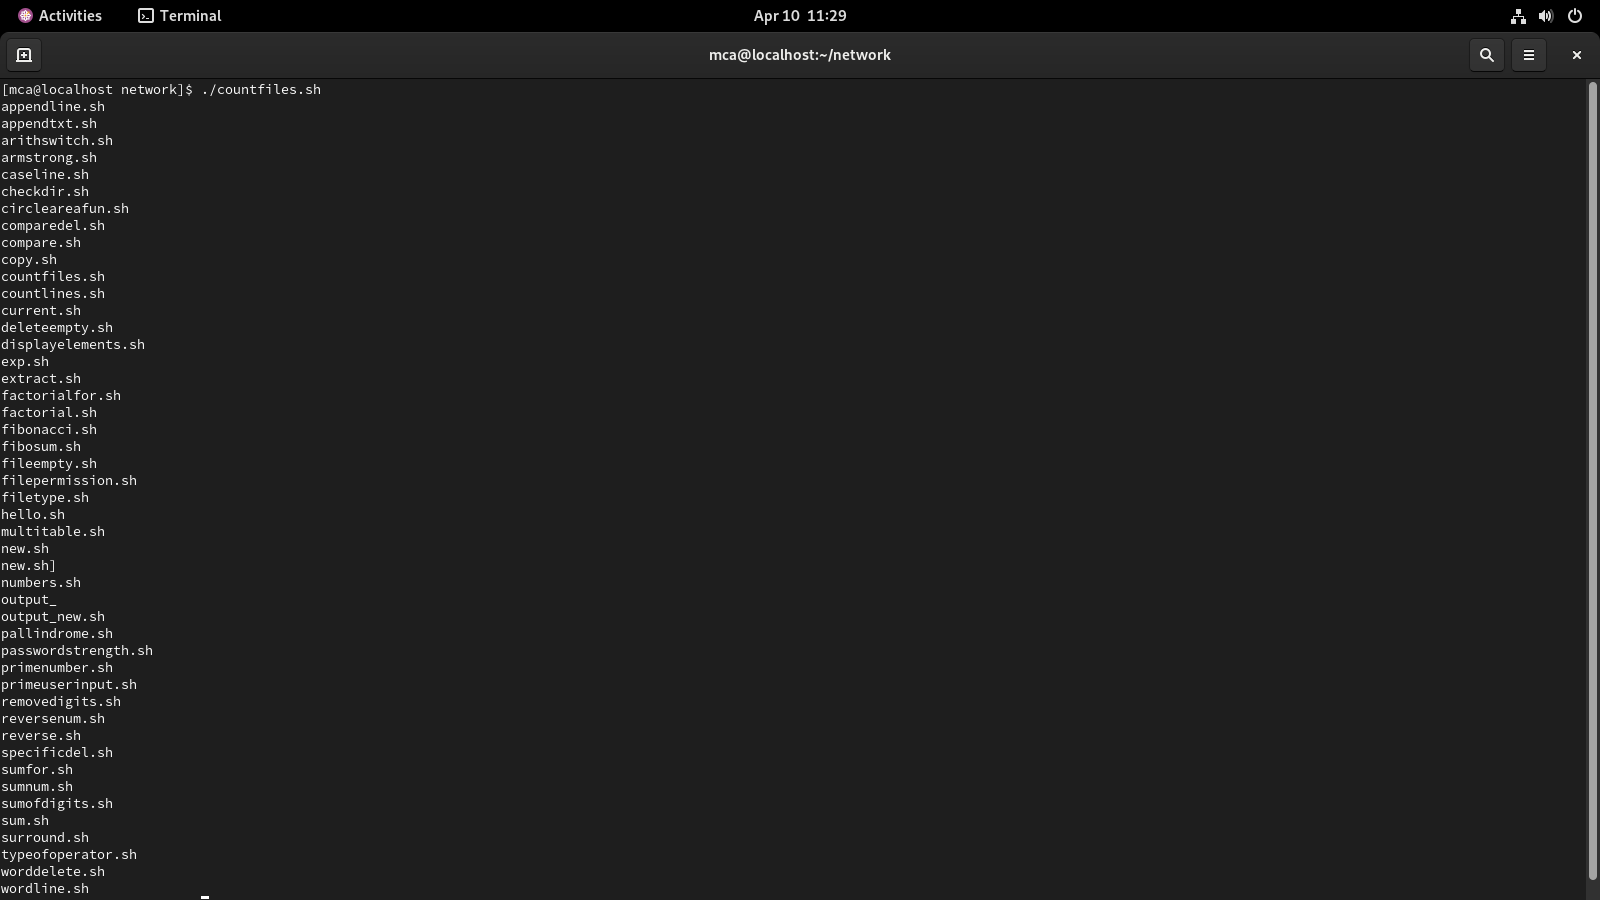 Activities
Terminal
Apr 10 11:29
mca@localhost:~/network
[mca@localhost network]$ ./countfiles.sh
appendline.sh
appendtxt.sh
arithswitch.sh
armstrong.sh
caseline.sh
checkdir.sh
circleareafun.sh
comparedel.sh
compare.sh
copy.sh
countfiles.sh
countlines.sh
current.sh
deleteempty.sh
displayelements.sh
exp.sh
extract.sh
factorialfor.sh
factorial.sh
fibonacci.sh
fibosum.sh
fileempty.sh
filepermission.sh
filetype.sh
hello.sh
multitable.sh
new.sh
new.sh]
numbers.sh
output_
output_new.sh
pallindrome.sh
passwordstrength.sh
primenumber.sh
primeuserinput.sh
removedigits.sh
reversenum.sh
reverse.sh
specificdel.sh
sumfor.sh
sumnum.sh
sumofdigits.sh
sum.sh
surround.sh
typeofoperator.sh
worddelete.sh
wordline.sh